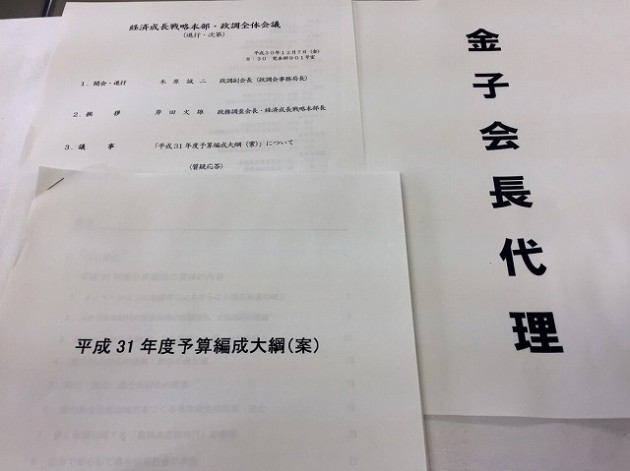 経済成長戦略本部・政調全体会議
(進行・次第)
平成30年12月7日(金)
8:30 党本部901号室
1.開会・進行 木原誠二 政調副会長(政調会事務局長)
2.挨拶 岸田文雄 政務調査会長・経済成長戦略本部長
3.議事 「平成31年度予算編成大綱(案)」について
(質疑応答)
平成31年度予算編成大綱(案)
金子会長代理